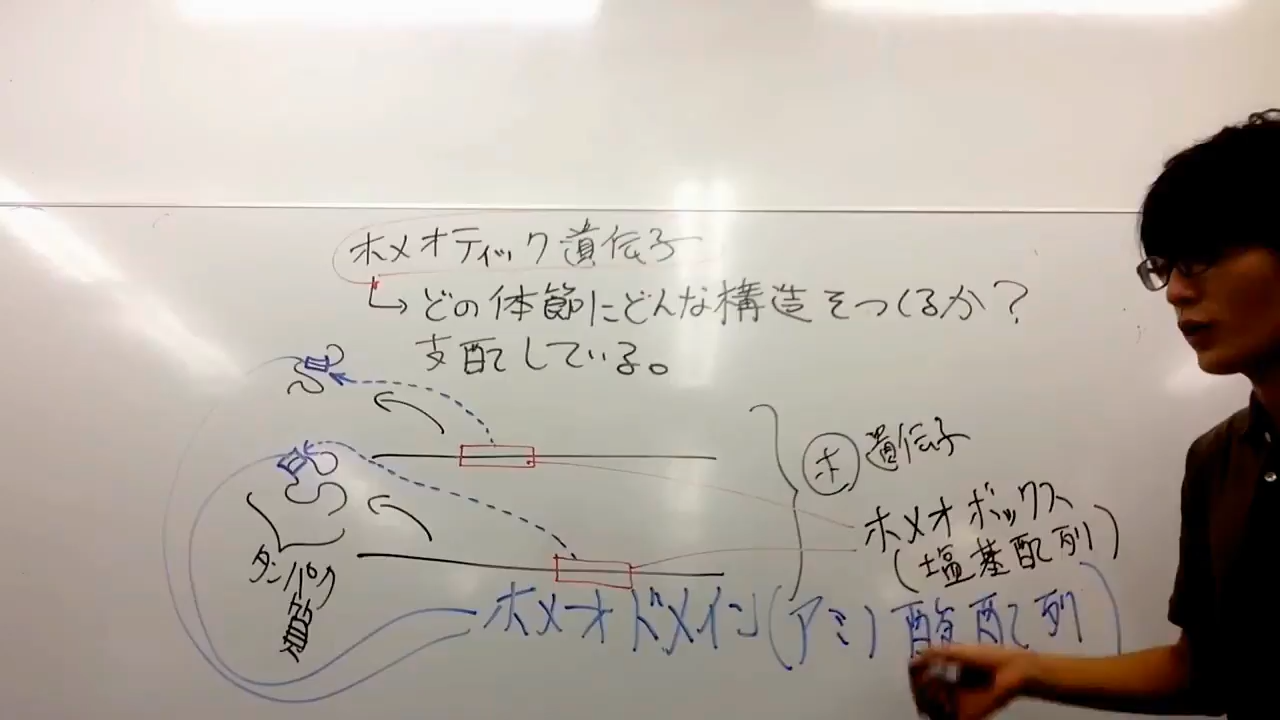 ホメオティック遺伝子
→どの体節にどんな構造をつくるか?
支配している。
ホ 遺伝子
ホメオボックス
(塩基配列)
タンパク
質
ホメオドメイン(アミノ酸配列)